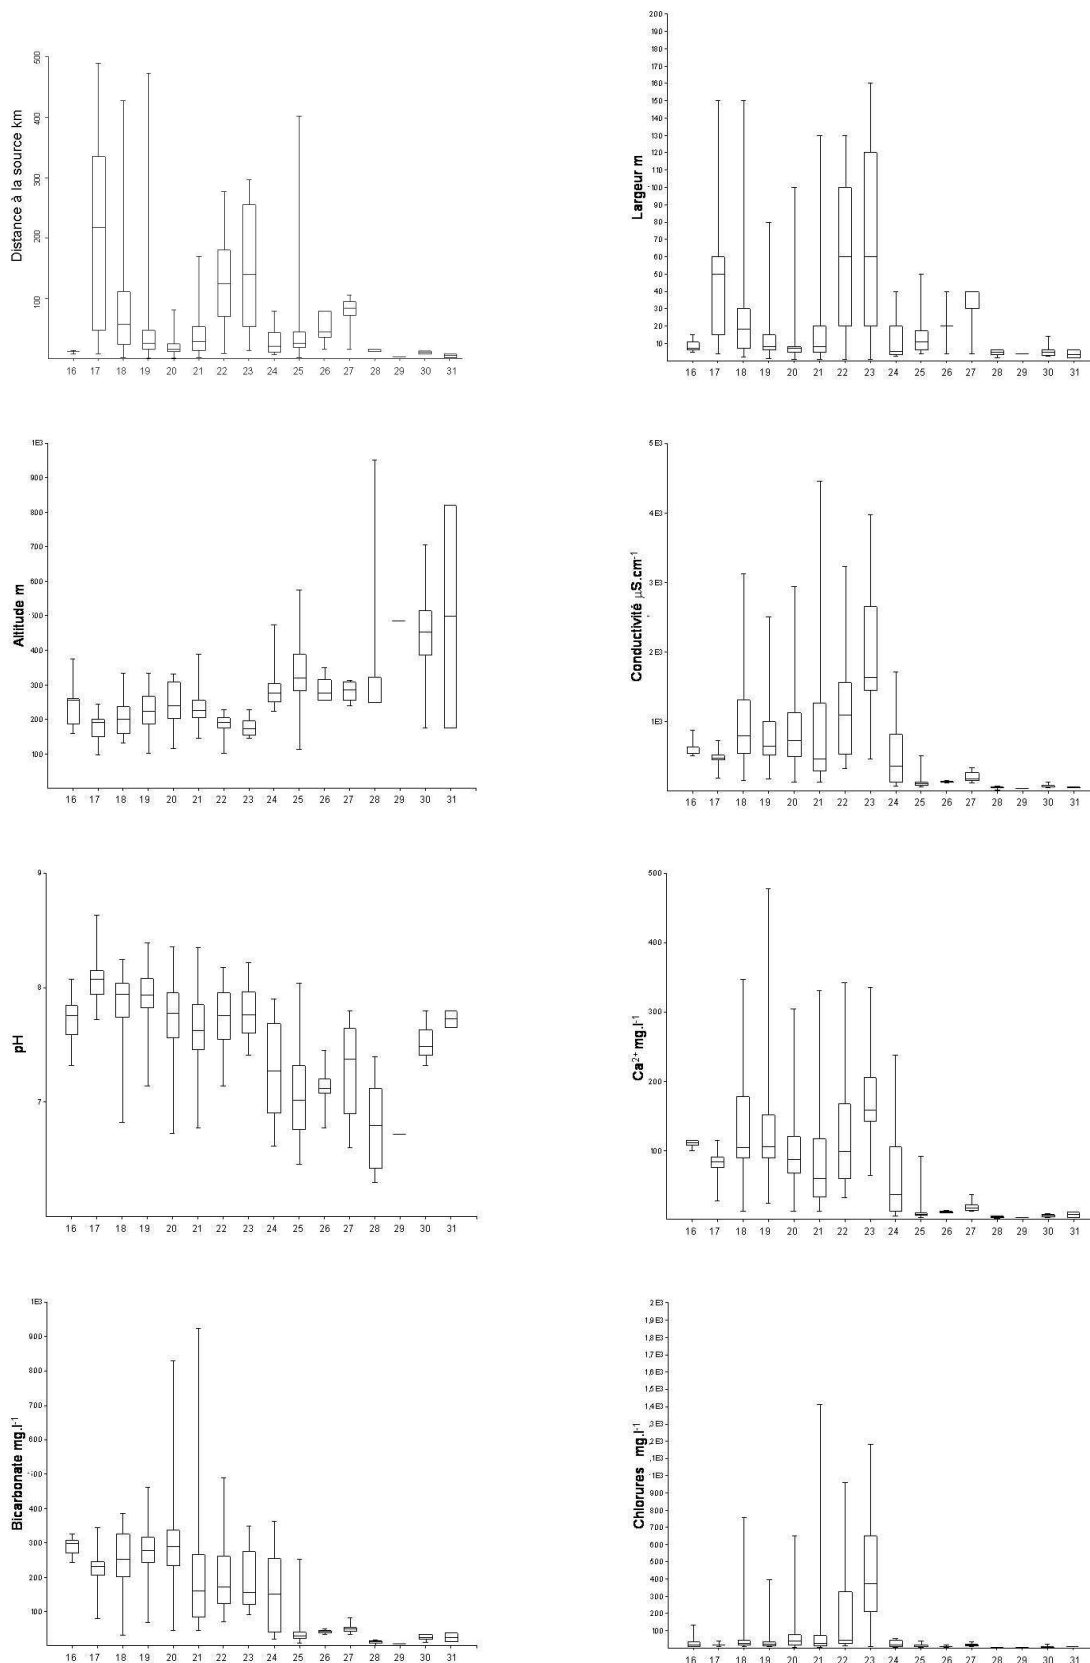 Distance à la source km
500
300
200
100
16 17 18 19 20 21 22 23 24 25 26 27 28 29 30 31
Largeur m
200
190
180
170
160
150
140
130
120
110
100
90
80
70
60
50
40
30
20
10
16 17 18 19 20 21 22 23 24 25 26 27 28 29 30 31
Altitude m
1E3
900
800
700
600
500
400
300
200
100
16 17 18 19 20 21 22 23 24 25 26 27 28 29 30 31
Conductivité µS.cm-1
5E3
4E3
3E3
2E3
1E3
16 17 18 19 20 21 22 23 24 25 26 27 28 29 30 31
pH
9
8
7
16 17 18 19 20 21 22 23 24 25 26 27 28 29 30 31
Ca2+ mg.l-1
500
400
300
200
100
16 17 18 19 20 21 22 23 24 25 26 27 28 29 30 31
Bicarbonate mg.l-1
1E3
900
800
700
600
500
400
300
200
100
16 17 18 19 20 21 22 23 24 25 26 27 28 29 30 31
Chlorures mg.l-1
2E3
1,9E3
1,8E3
1,7E3
1,6E3
1,5E3
1,4E3
1,3E3
1,2E3
1,1E3
1E3
900
800
700
600
500
400
300
200
100
16 17 18 19 20 21 22 23 24 25 26 27 28 29 30 31